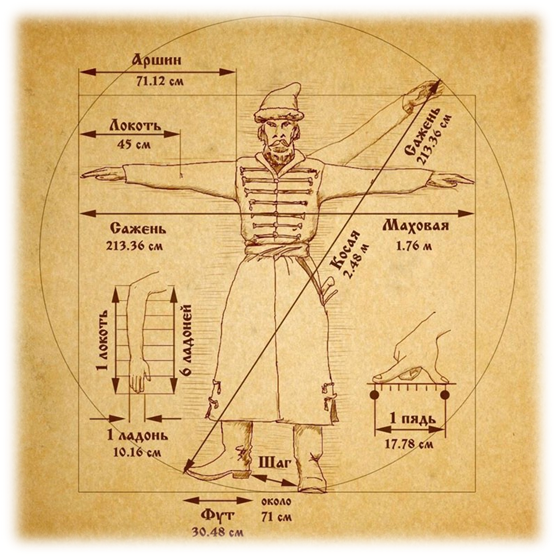 Аршин
71.12 см
Локоть
45 см
Сажень
213.36 см
Сажень
213.36 см
Маховая
1.76 м
Косая
2.48 м
1 локоть
6 ладоней
1 ладонь
10.16 см
1 пядь
17.78 см
Шаг
около
71 см
Фут
30.48 см